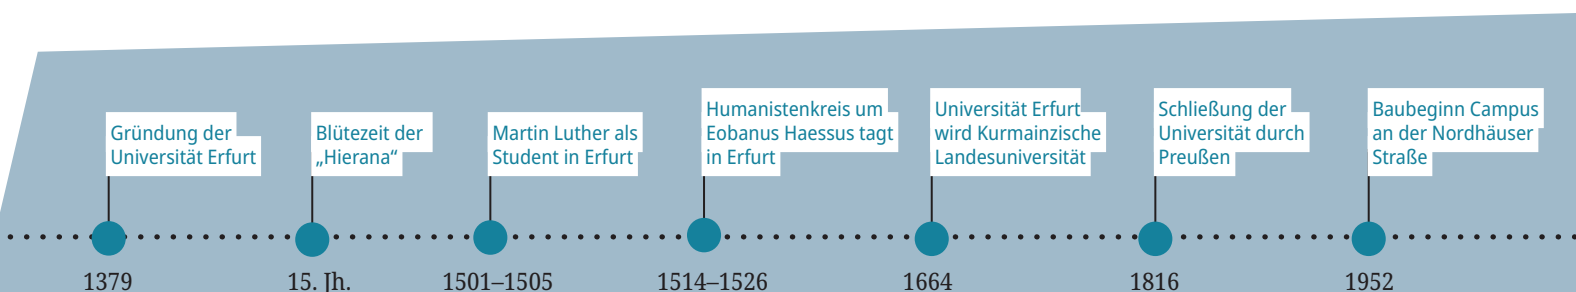 Gründung der
Universität Erfurt
1379
Blütezeit der
„Hierana“
15. Jh.
Martin Luther als
Student in Erfurt
1501–1505
Humanistenkreis um
Eobanus Haessus tagt
in Erfurt
1514–1526
Universität Erfurt
wird Kurmainzische
Landesuniversität
1664
Schließung der
Universität durch
Preußen
1816
Baubeginn Campus
an der Nordhäuser
Straße
1952